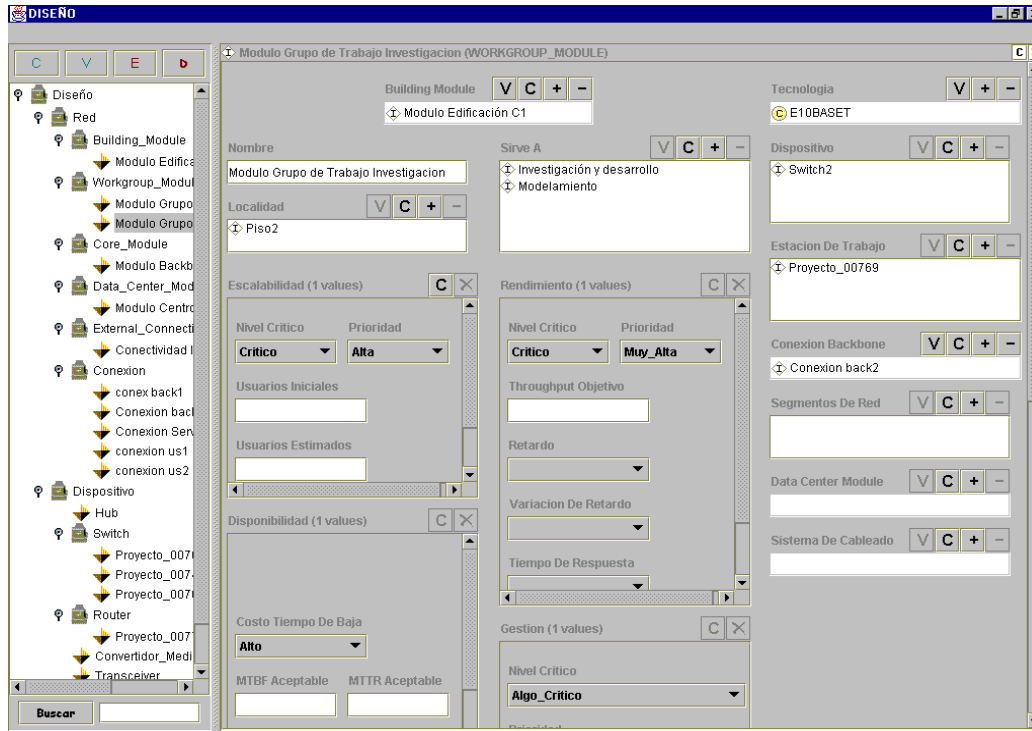 DISEÑO
C V E D
Diseño
Red
Building_Module
Modulo Edifica
Workgroup_Modul
Modulo Grupo
Modulo Grupo
Core_Module
Modulo Backb
Data_Center_Mod
Modulo Centro
External_Connecti
Conectividad I
Conexion
conex back1
Conexion bacl
Conexion Serv
conexion us1
conexion us2
Dispositivo
Hub
Switch
Proyecto_007
Proyecto_007
Proyecto_007
Router
Proyecto_007
Convertidor_Medi
Transceiver
Buscar
Modulo Grupo de Trabajo Investigacion (WORKGROUP_MODULE) C
Building Module V C + −
Modulo Edificación C1
Nombre
Modulo Grupo de Trabajo Investigacion
Localidad V C + −
Piso2
Sirve A V C + −
Investigación y desarrollo
Modelamiento
Escalabilidad (1 values) C
Nivel Critico Prioridad
Critico Alta
Usuarios Iniciales
Usuarios Estimados
Disponibilidad (1 values) C
Costo Tiempo De Baja
Alto
MTBF Aceptable MTTR Aceptable
Rendimiento (1 values) C
Nivel Critico Prioridad
Critico Muy_Alta
Throughput Objetivo
Retardo
Variacion De Retardo
Tiempo De Respuesta
Gestion (1 values) C
Nivel Critico
Algo_Critico
Prioridad
Tecnologia V + −
C E10BASET
Dispositivo V C + −
Switch2
Estacion De Trabajo V C + −
Proyecto_00769
Conexion Backbone V C + −
Conexion back2
Segmentos De Red V C + −
Data Center Module V C + −
Sistema De Cableado V C + −